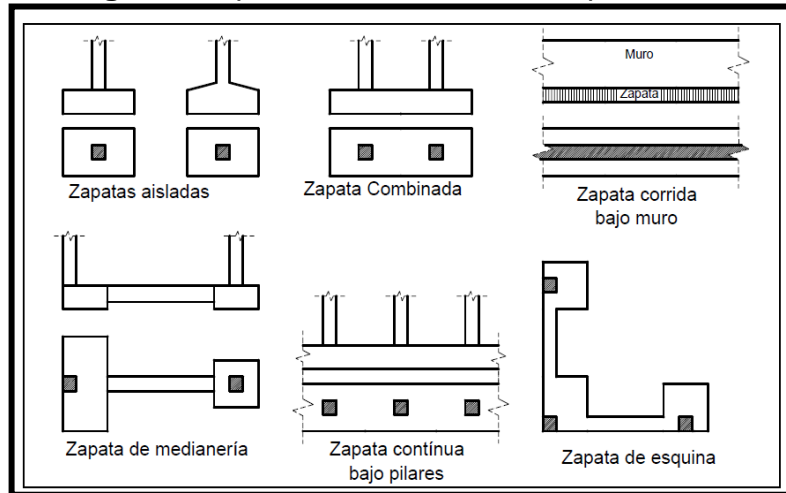 Muro
Zapata
Zapatas aisladas
Zapata Combinada
Zapata corrida
bajo muro
Zapata de medianería
Zapata contínua
bajo pilares
Zapata de esquina